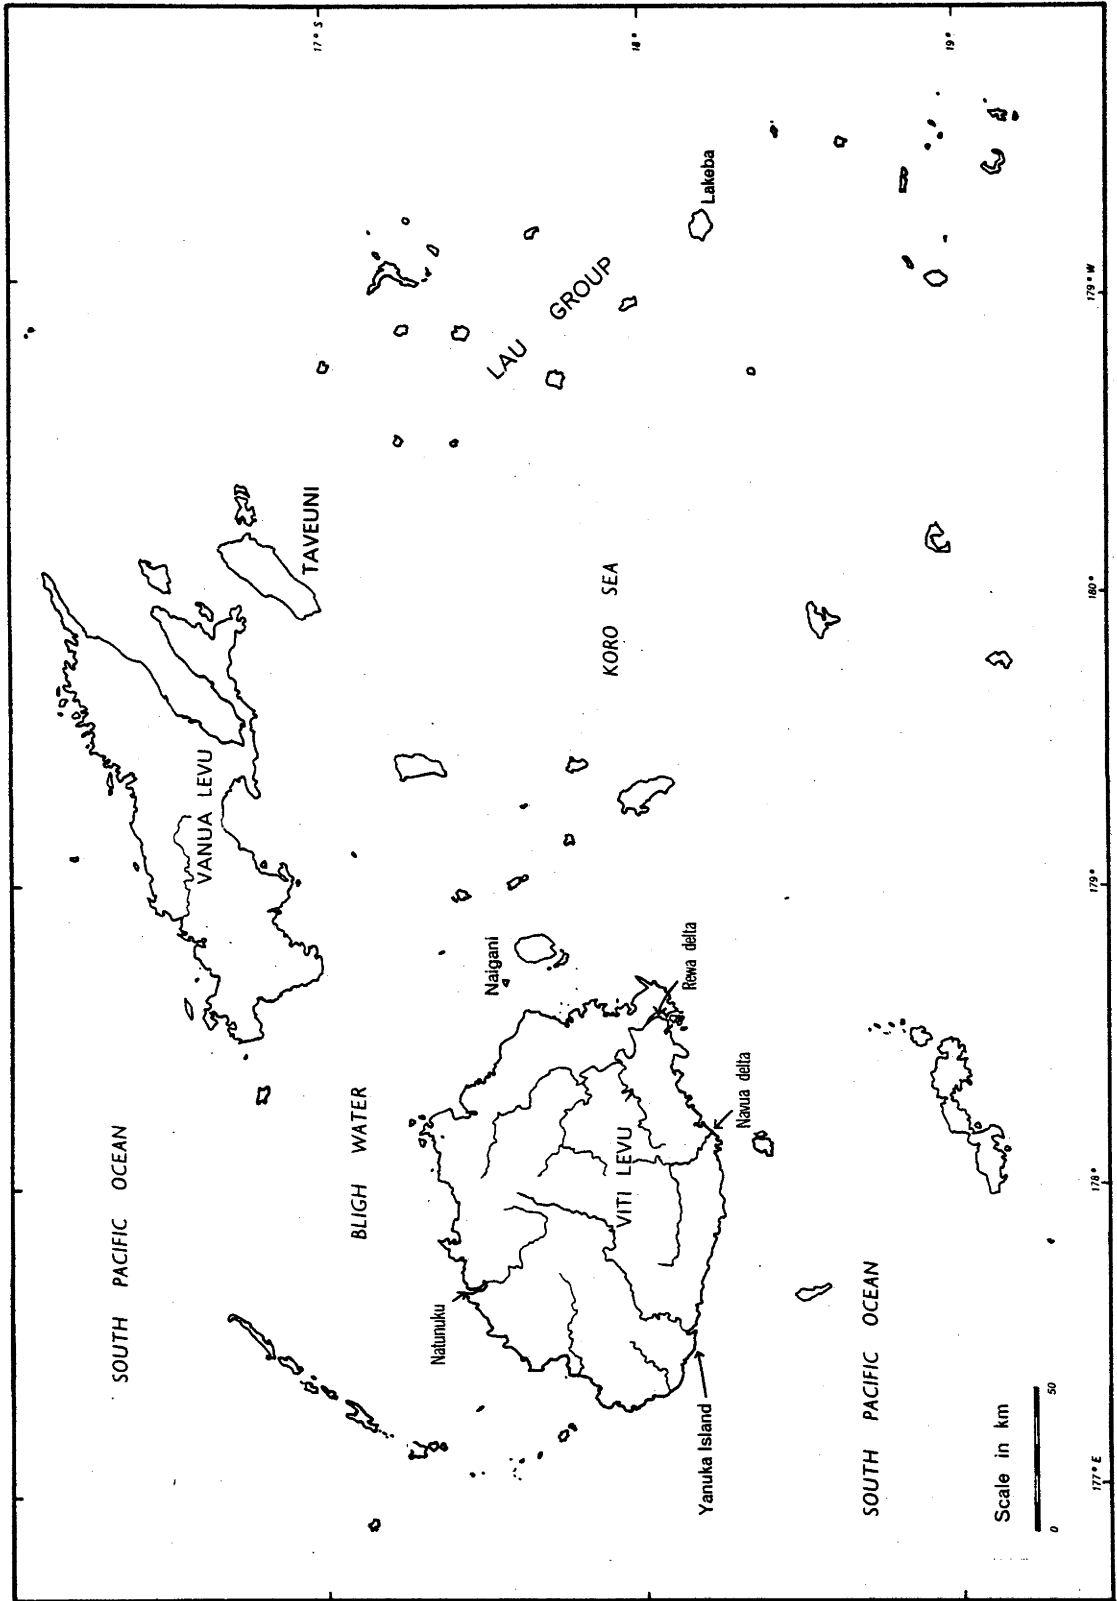 SOUTH PACIFIC OCEAN
VANUA LEVU
TAVEUNI
17° S
BLIGH WATER
Natunuku
Naigani
LAU GROUP
KORO SEA
VITI LEVU
18°
Lakeba
Rewa delta
Navua delta
Yanuka Island
SOUTH PACIFIC OCEAN
19°
Scale in km
0 50
177° E
178°
179°
180°
179° W